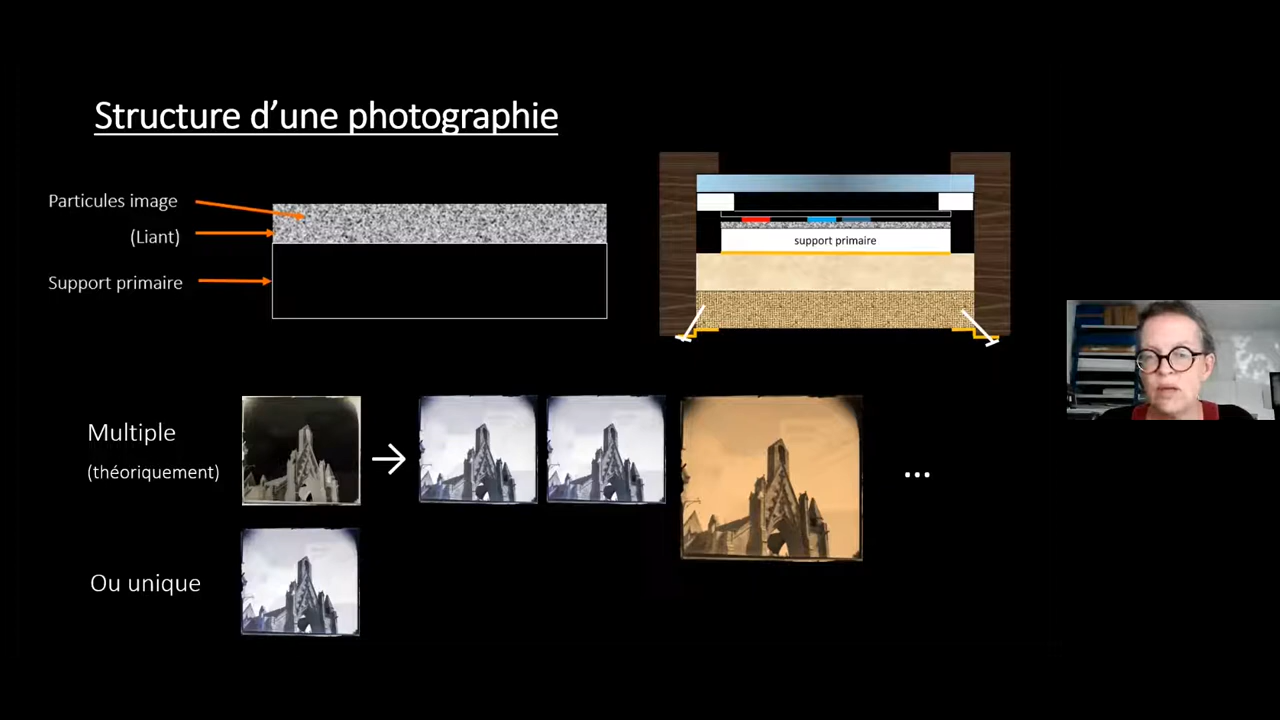 Structure d’une photographie
Particules image
(Liant)
Support primaire
support primaire
Multiple
(théoriquement)
...
Ou unique